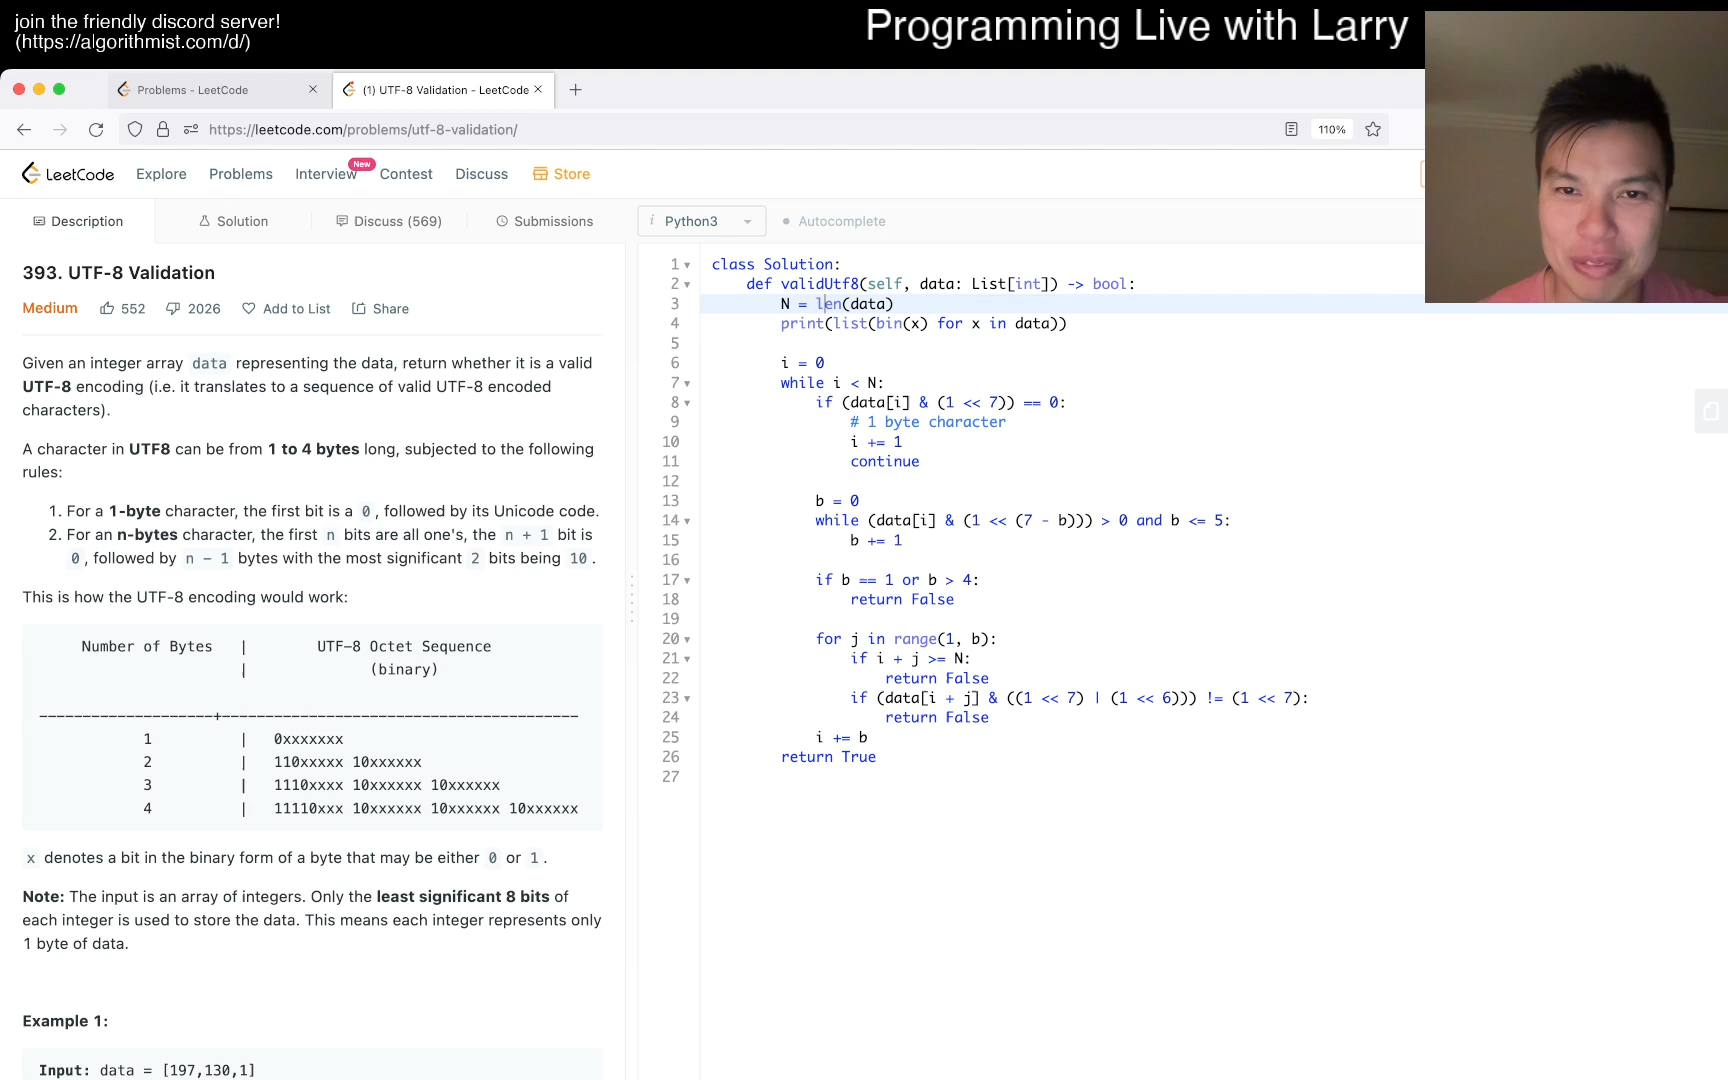 join the friendly discord server!
(https://algorithmist.com/d/)
Programming Live with Larry
Problems - LeetCode
(1) UTF-8 Validation - LeetCode
https://leetcode.com/problems/utf-8-validation/
110%
LeetCode
Explore
Problems
Interview
New
Contest
Discuss
Store
Description
Solution
Discuss (569)
Submissions
i Python3
Autocomplete
393. UTF-8 Validation
Medium
552
2026
Add to List
Share
Given an integer array data representing the data, return whether it is a valid
UTF-8 encoding (i.e. it translates to a sequence of valid UTF-8 encoded
characters).
A character in UTF8 can be from 1 to 4 bytes long, subjected to the following
rules:
1. For a 1-byte character, the first bit is a 0, followed by its Unicode code.
2. For an n-bytes character, the first n bits are all one's, the n + 1 bit is
0, followed by n - 1 bytes with the most significant 2 bits being 10.
This is how the UTF-8 encoding would work:
Number of Bytes | UTF-8 Octet Sequence
| (binary)
--------------------+-----------------------------------------
1 | 0xxxxxxx
2 | 110xxxxx 10xxxxxx
3 | 1110xxxx 10xxxxxx 10xxxxxx
4 | 11110xxx 10xxxxxx 10xxxxxx 10xxxxxx
x denotes a bit in the binary form of a byte that may be either 0 or 1.
Note: The input is an array of integers. Only the least significant 8 bits of
each integer is used to store the data. This means each integer represents only
1 byte of data.
Example 1:
Input: data = [197,130,1]
1 class Solution:
2 def validUtf8(self, data: List[int]) -> bool:
3 N = len(data)
4 print(list(bin(x) for x in data))
5
6 i = 0
7 while i < N:
8 if (data[i] & (1 << 7)) == 0:
9 # 1 byte character
10 i += 1
11 continue
12
13 b = 0
14 while (data[i] & (1 << (7 - b))) > 0 and b <= 5:
15 b += 1
16
17 if b == 1 or b > 4:
18 return False
19
20 for j in range(1, b):
21 if i + j >= N:
22 return False
23 if (data[i + j] & ((1 << 7) | (1 << 6))) != (1 << 7):
24 return False
25 i += b
26 return True
27